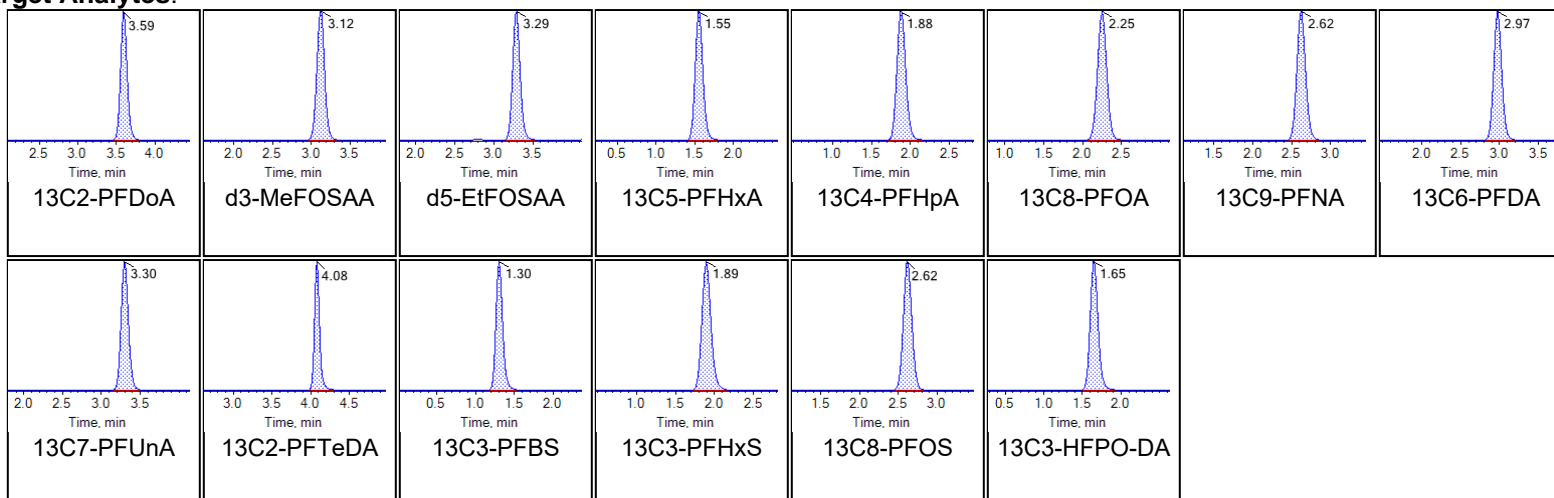 arget Analytes:
3.59 3.12 3.29 1.55 1.88 2.25 2.62 2.97
2.5 3.0 3.5 4.0 2.0 2.5 3.0 3.5 2.0 2.5 3.0 3.5 0.5 1.0 1.5 2.0 1.0 1.5 2.0 2.5 1.0 1.5 2.0 2.5 1.5 2.0 2.5 3.0 2.0 2.5 3.0 3.5
Time, min Time, min Time, min Time, min Time, min Time, min Time, min Time, min
13C2-PFDoA d3-MeFOSAA d5-EtFOSAA 13C5-PFHxA 13C4-PFHpA 13C8-PFOA 13C9-PFNA 13C6-PFDA
3.30 4.08 1.30 1.89 2.62 1.65
2.0 2.5 3.0 3.5 3.0 3.5 4.0 4.5 0.5 1.0 1.5 2.0 1.0 1.5 2.0 2.5 1.5 2.0 2.5 3.0 0.5 1.0 1.5 2.0
Time, min Time, min Time, min Time, min Time, min Time, min
13C7-PFUnA 13C2-PFTeDA 13C3-PFBS 13C3-PFHxS 13C8-PFOS 13C3-HFPO-DA